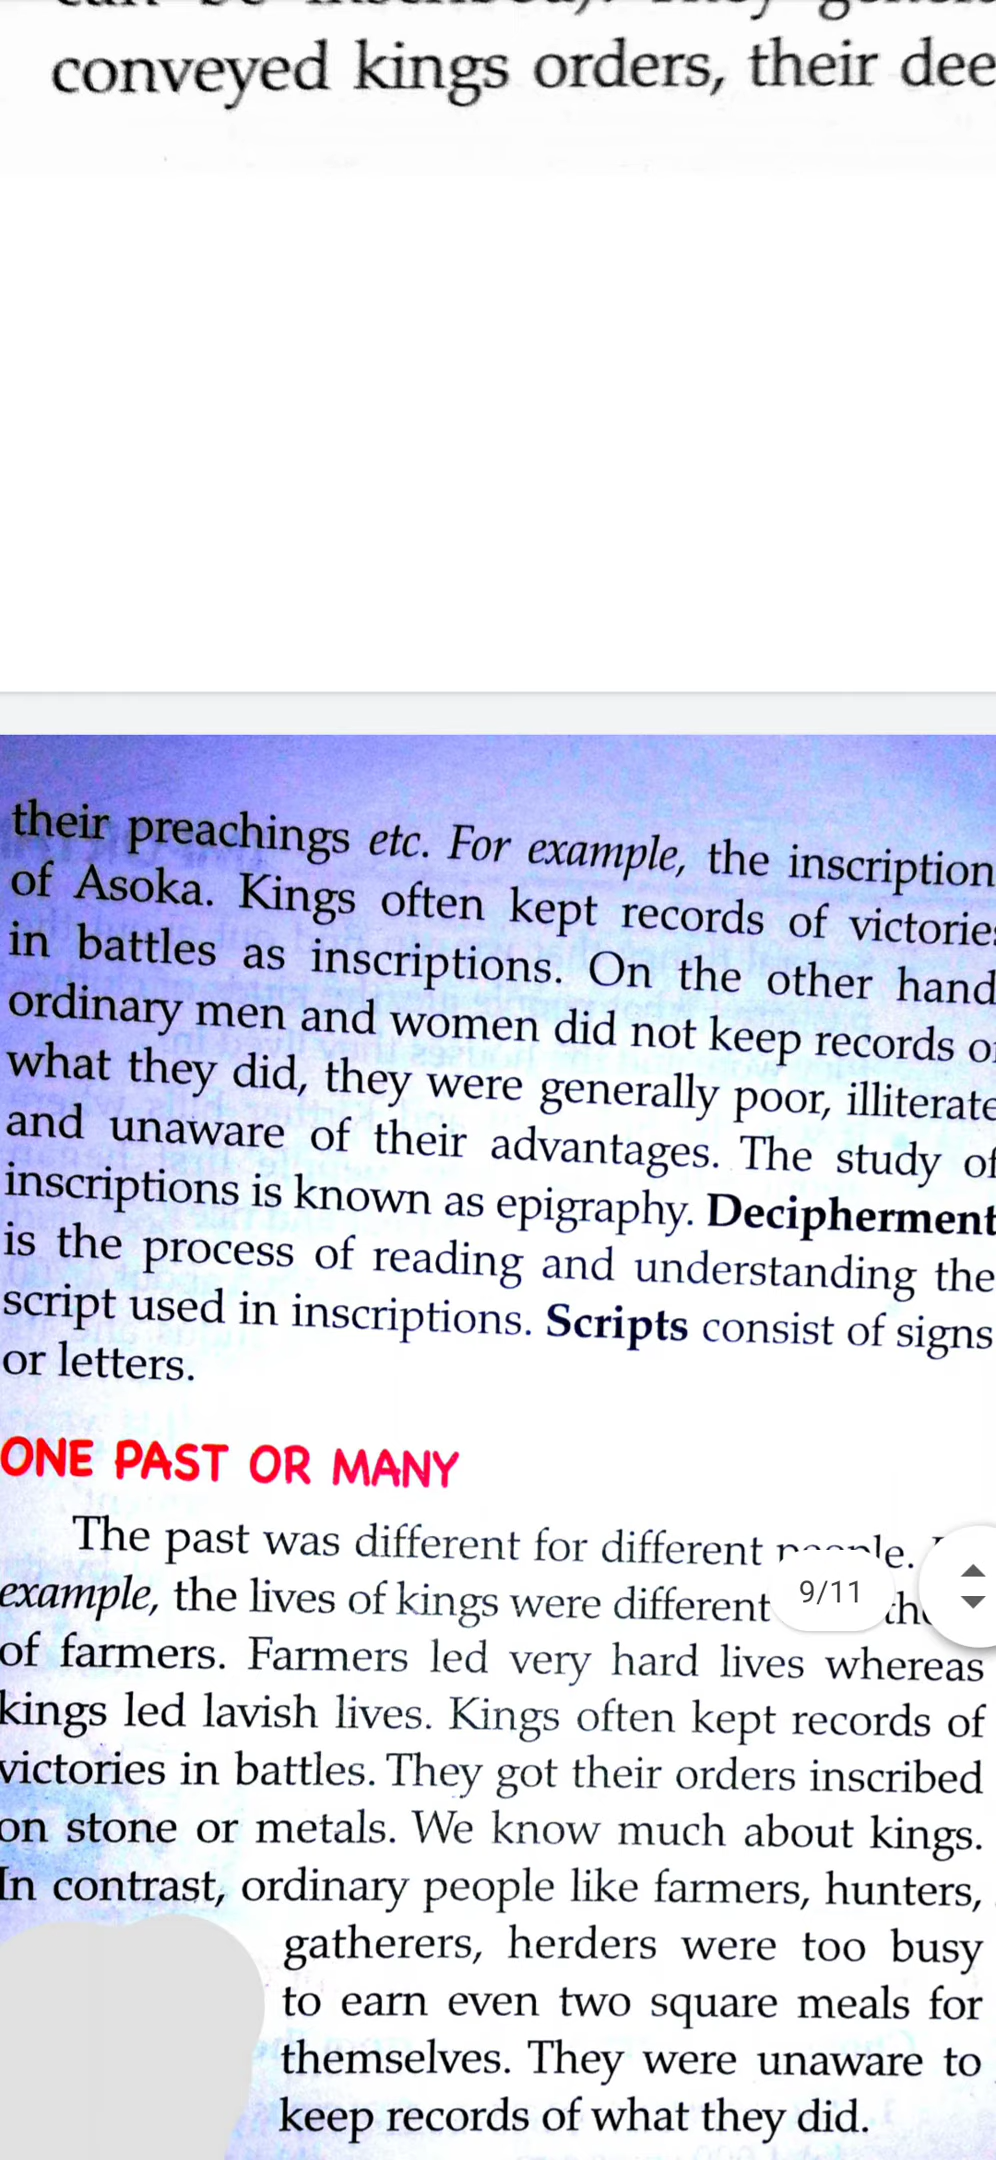 conveyed kings orders, their dee
their preachings etc. For example, the inscription
of Asoka. Kings often kept records of victories
in battles as inscriptions. On the other hand
ordinary men and women did not keep records of
what they did, they were generally poor, illiterate
and unaware of their advantages. The study of
inscriptions is known as epigraphy. Decipherment
is the process of reading and understanding the
script used in inscriptions. Scripts consist of signs
or letters.
ONE PAST OR MANY
The past was different for different
example, the lives of kings were different
9/11
of farmers. Farmers led very hard lives whereas
kings led lavish lives. Kings often kept records of
victories in battles. They got their orders inscribed
on stone or metals. We know much about kings.
In contrast, ordinary people like farmers, hunters,
gatherers, herders were too busy
to earn even two square meals for
themselves. They were unaware to
keep records of what they did.